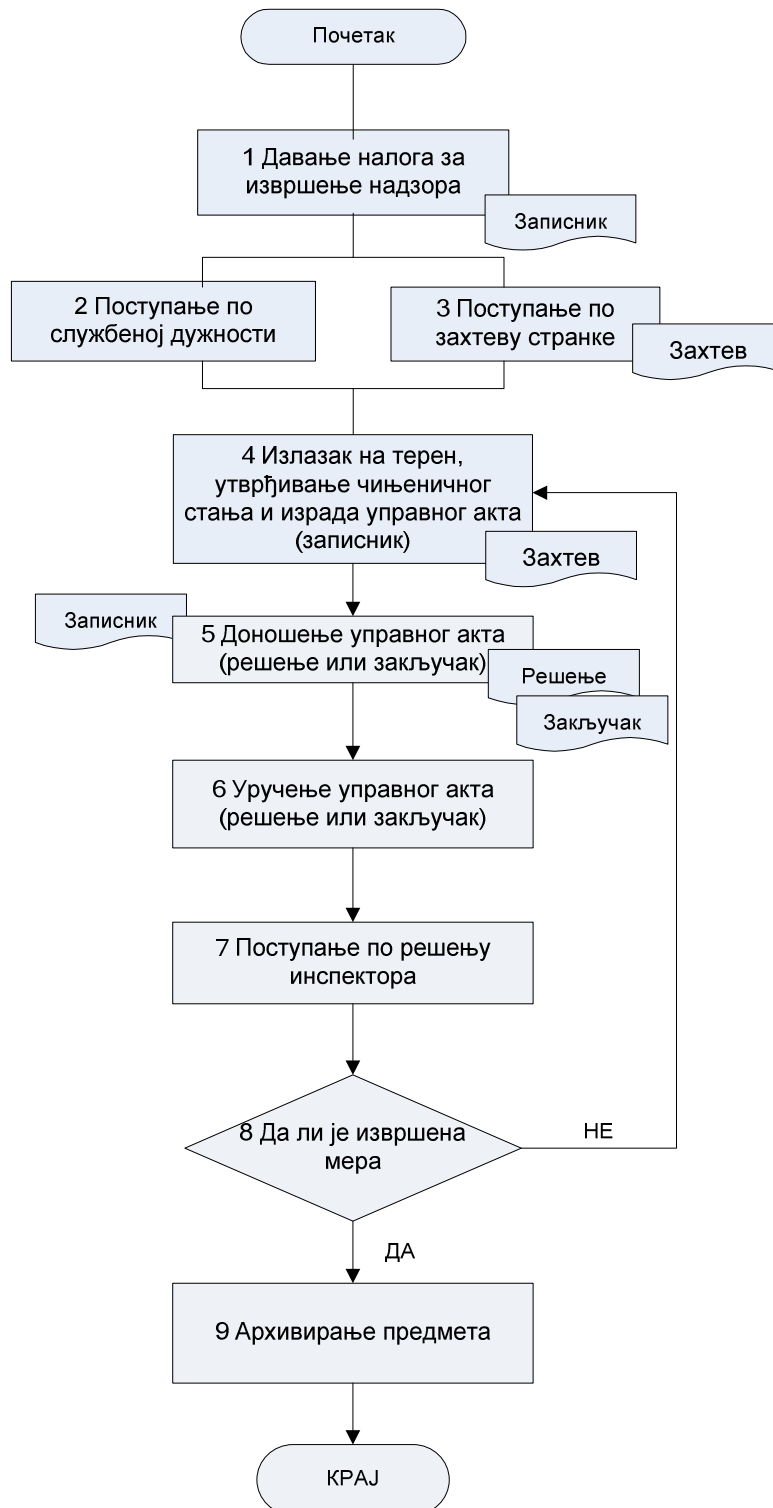 Почетак
1 Давање налога за
извршење надзора
Записник
2 Поступање по
службеној дужности
3 Поступање по
захтеву странке
Захтев
4 Излазак на терен,
утврђивање чињеничног
стања и израда управног акта
(записник)
Захтев
Записник
5 Доношење управног акта
(решење или закључак)
Решење
Закључак
6 Уручење управног акта
(решење или закључак)
7 Поступање по решењу
инспектора
8 Да ли је извршена
мера
НЕ
ДА
9 Архивирање предмета
КРАЈ